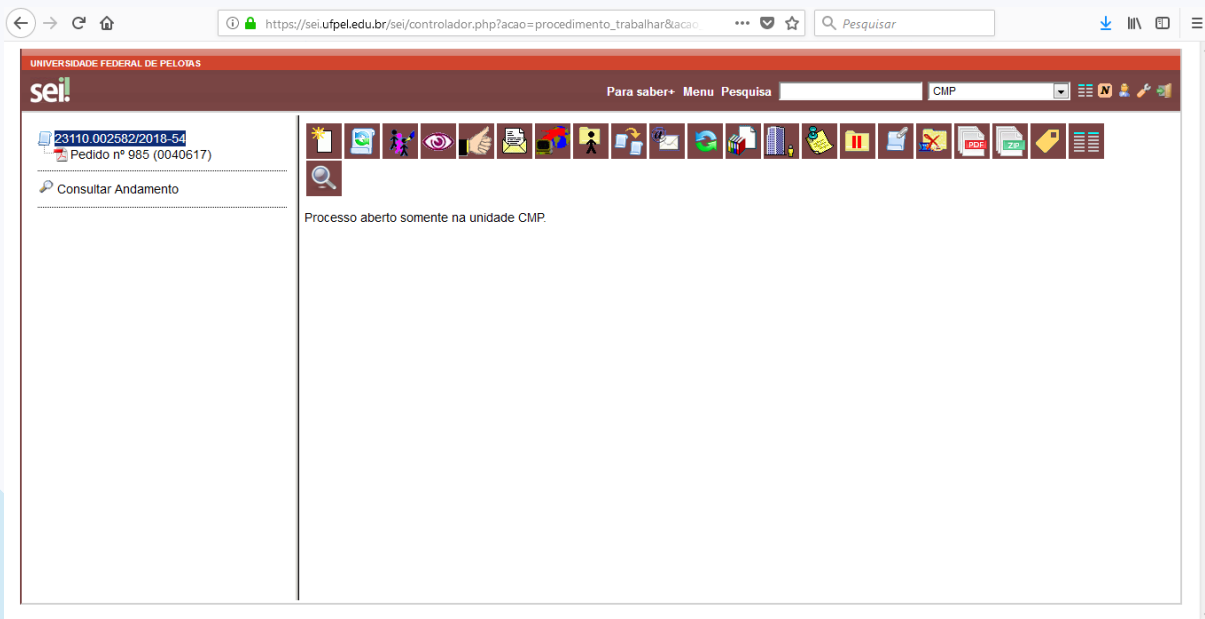 https://sei.ufpel.edu.br/sei/controlador.php?acao=procedimento_trabalhar&acao
Pesquisar
UNIVERSIDADE FEDERAL DE PELOTAS
sei!
Para saber+ Menu Pesquisa
CMP
N
23110.002582/2018-54
Pedido nº 985 (0040617)
Consultar Andamento
PDF
ZIP
Processo aberto somente na unidade CMP.